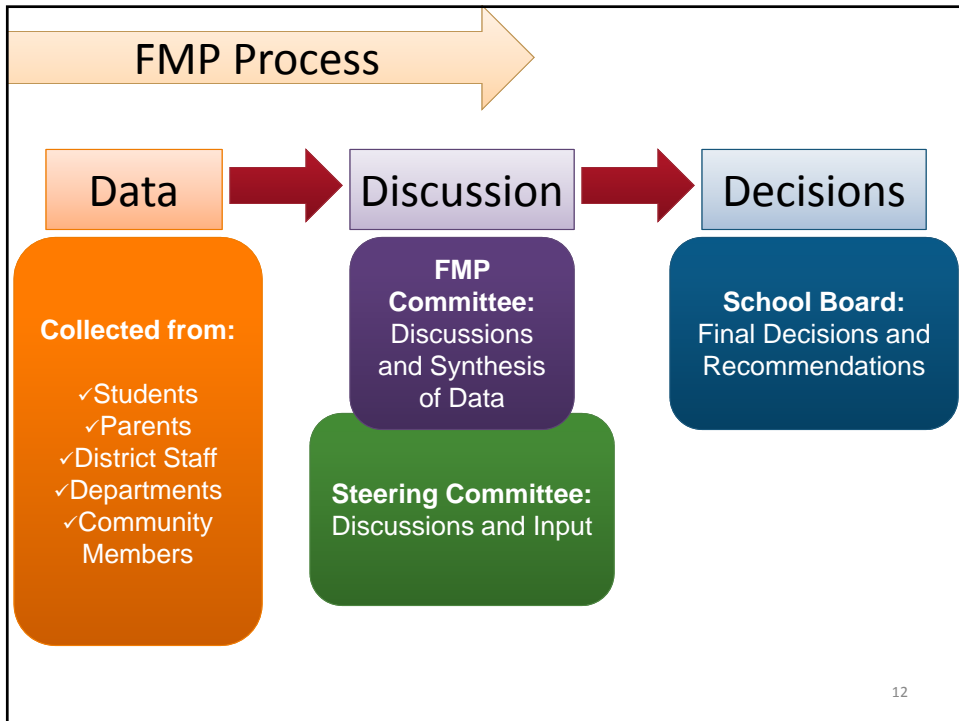 FMP Process
Data
Discussion
Decisions
Collected from:
✓Students
✓Parents
✓District Staff
✓Departments
✓Community
Members
FMP
Committee:
Discussions
and Synthesis
of Data
Steering Committee:
Discussions and Input
School Board:
Final Decisions and
Recommendations
12